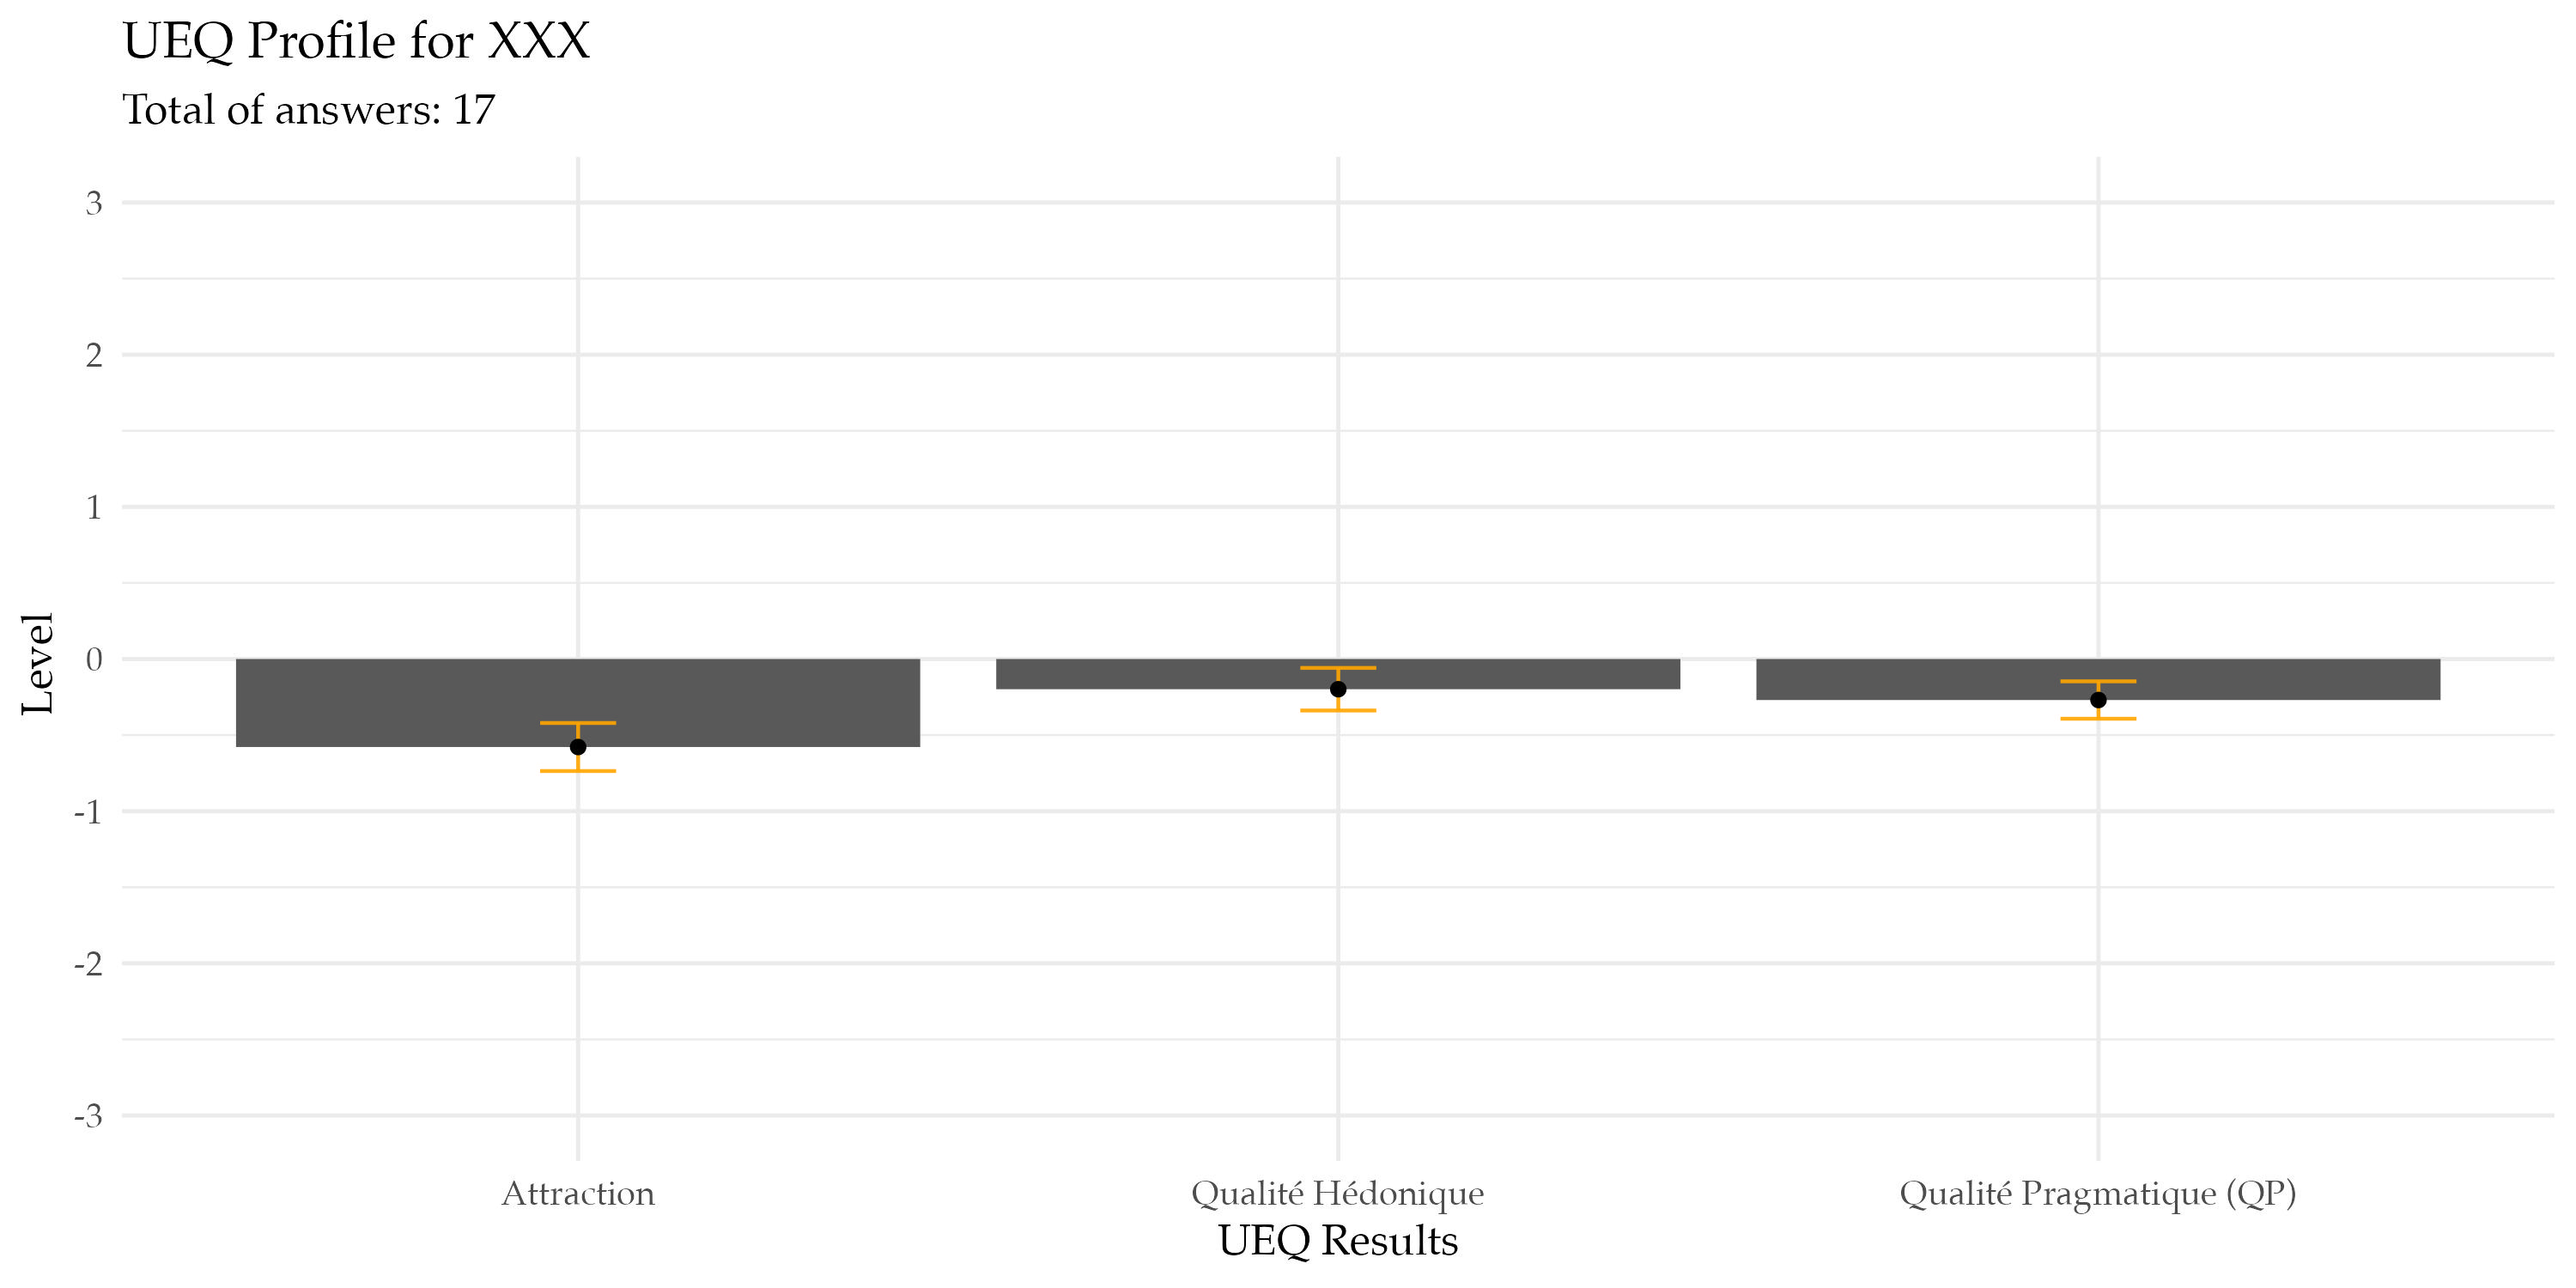 UEQ Profile for XXX
Total of answers: 17
3
2
1
0
-1
-2
-3
Level
Attraction
Qualité Hédonique
Qualité Pragmatique (QP)
UEQ Results